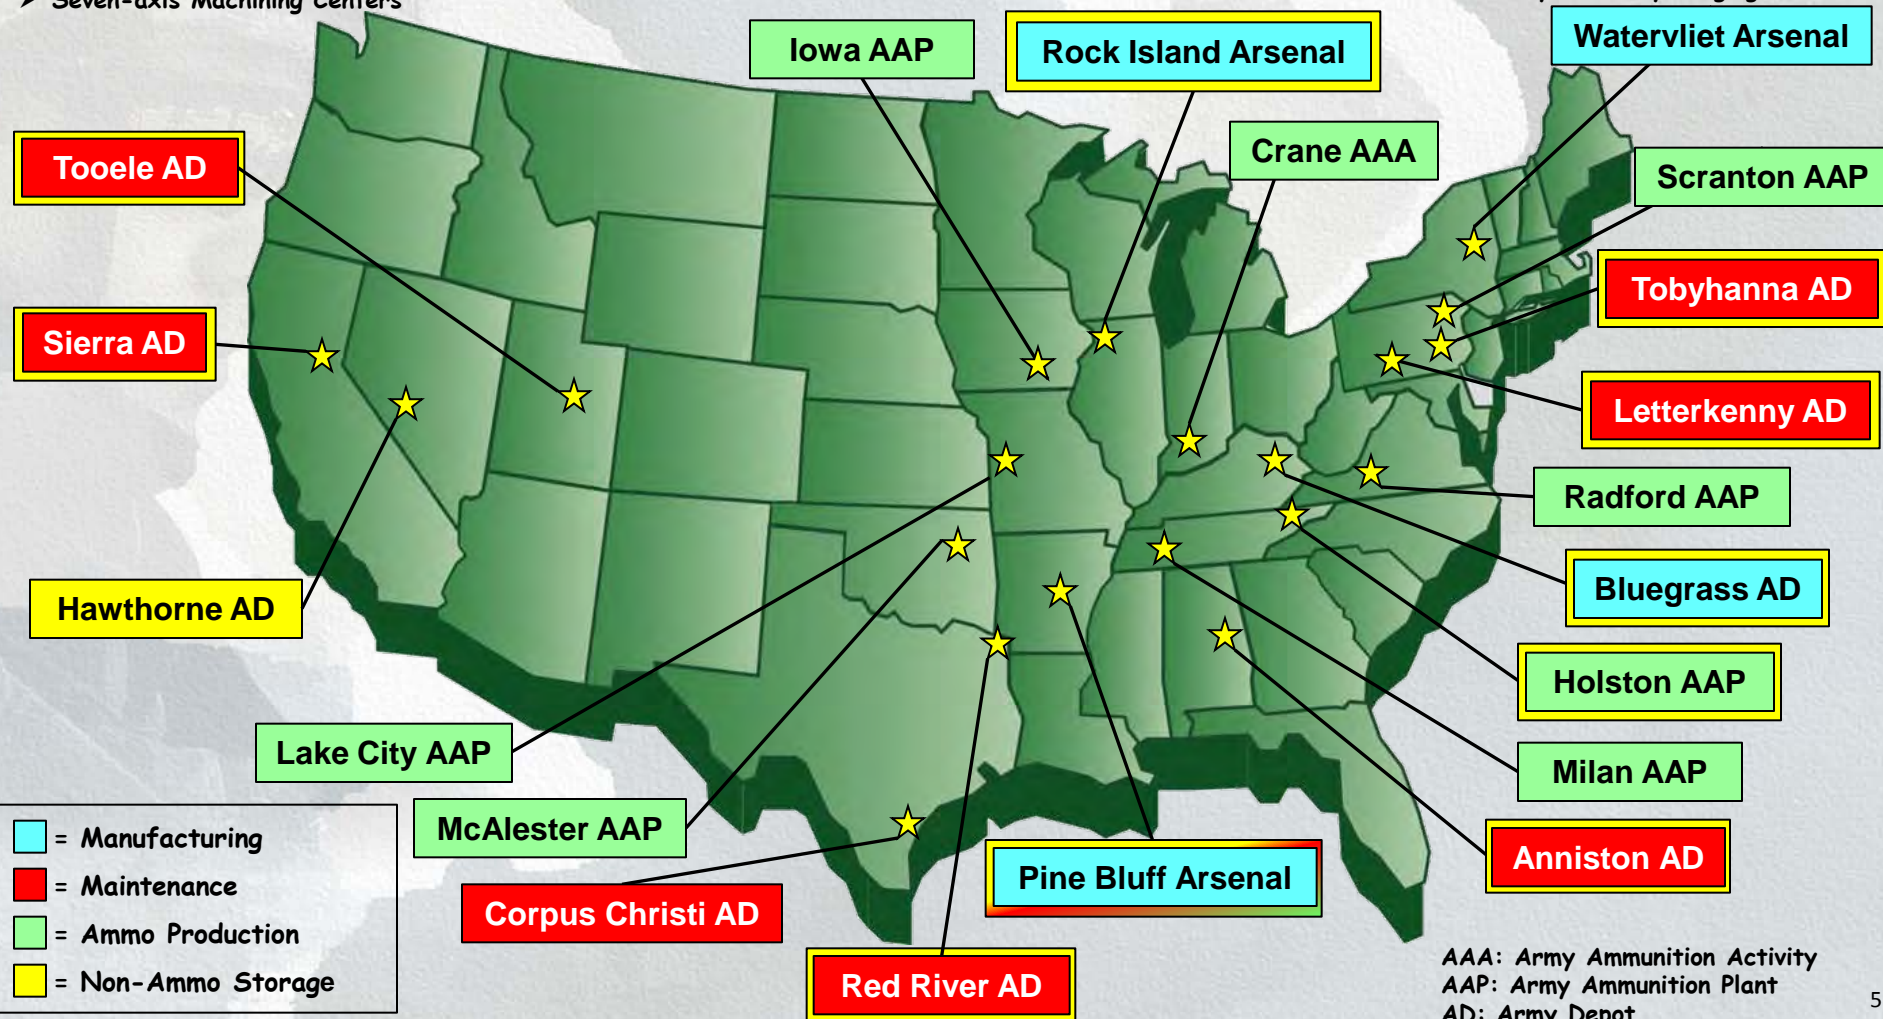 Seven-axis Machining Centers
Iowa AAP
Rock Island Arsenal
Watervliet Arsenal
Crane AAA
Tooele AD
Scranton AAP
Tobyhanna AD
Sierra AD
Letterkenny AD
Radford AAP
Hawthorne AD
Bluegrass AD
Holston AAP
Lake City AAP
Milan AAP
McAlester AAP
Pine Bluff Arsenal
Anniston AD
Corpus Christi AD
Red River AD
= Manufacturing
= Maintenance
= Ammo Production
= Non-Ammo Storage
AAA: Army Ammunition Activity
AAP: Army Ammunition Plant
AD: Army Depot
5